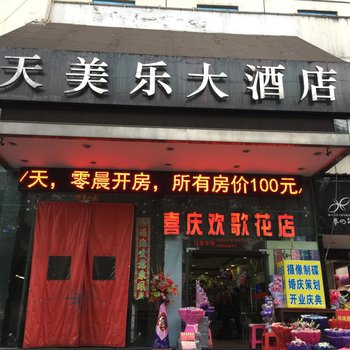 天美乐大酒店
/天，零晨开房，所有房价100元
喜庆欢歌花店
摄像制碟
婚庆策划
开业庆典